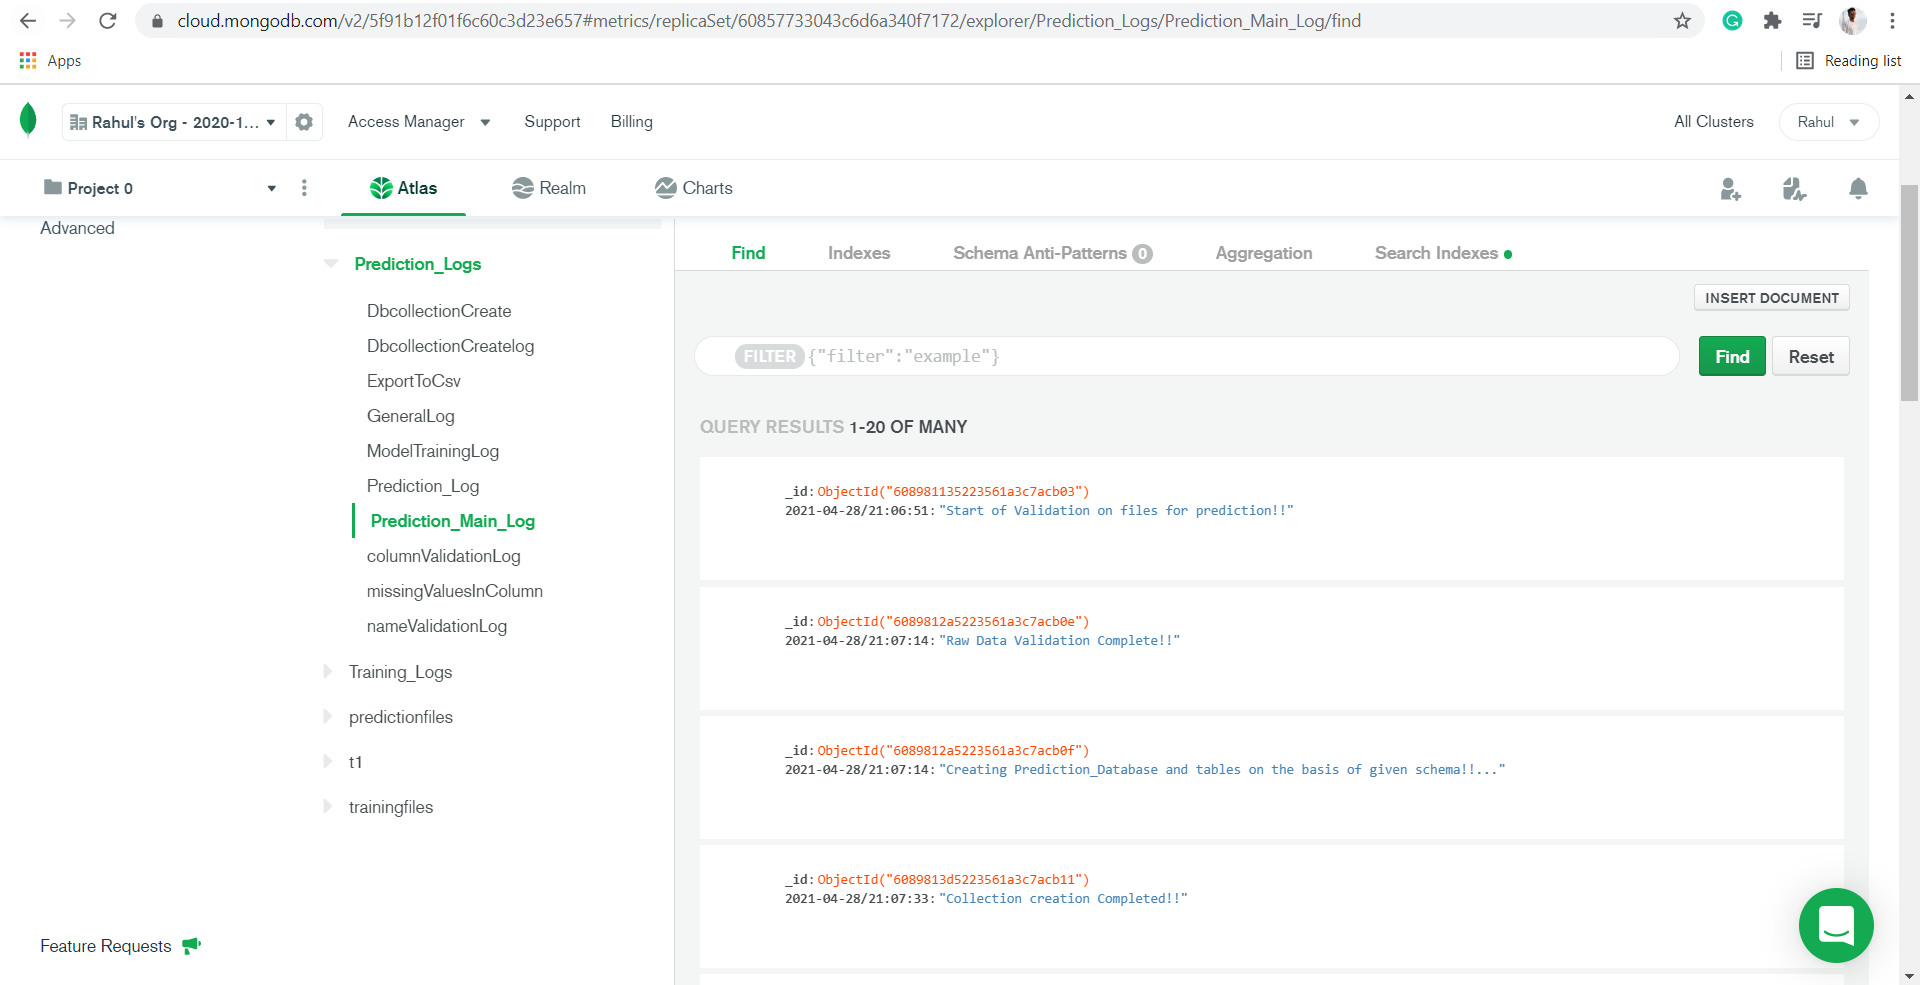 cloud.mongodb.com/v2/5f91b12f01f6c60c3d23e657#metrics/replicaSet/60857733043c6d6a340f7172/explorer/Prediction_Logs/Prediction_Main_Log/find
Apps
Reading list
Rahul's Org - 2020-1...
Access Manager
Support
Billing
All Clusters
Rahul
Project 0
Atlas
Realm
Charts
Advanced
Prediction_Logs
DbcollectionCreate
DbcollectionCreatelog
ExportToCsv
GeneralLog
ModelTrainingLog
Prediction_Log
Prediction_Main_Log
columnValidationLog
missingValuesInColumn
nameValidationLog
Training_Logs
predictionfiles
t1
trainingfiles
Feature Requests
Find
Indexes
Schema Anti-Patterns 0
Aggregation
Search Indexes
INSERT DOCUMENT
FILTER {"filter":"example"}
Find
Reset
QUERY RESULTS 1-20 OF MANY
_id: ObjectId("608981135223561a3c7acb03")
2021-04-28/21:06:51: "Start of Validation on files for prediction!!"
_id: ObjectId("6089812a5223561a3c7acb0e")
2021-04-28/21:07:14: "Raw Data Validation Complete!!"
_id: ObjectId("6089812a5223561a3c7acb0f")
2021-04-28/21:07:14: "Creating Prediction_Database and tables on the basis of given schema!!..."
_id: ObjectId("6089813d5223561a3c7acb11")
2021-04-28/21:07:33: "Collection creation Completed!!"